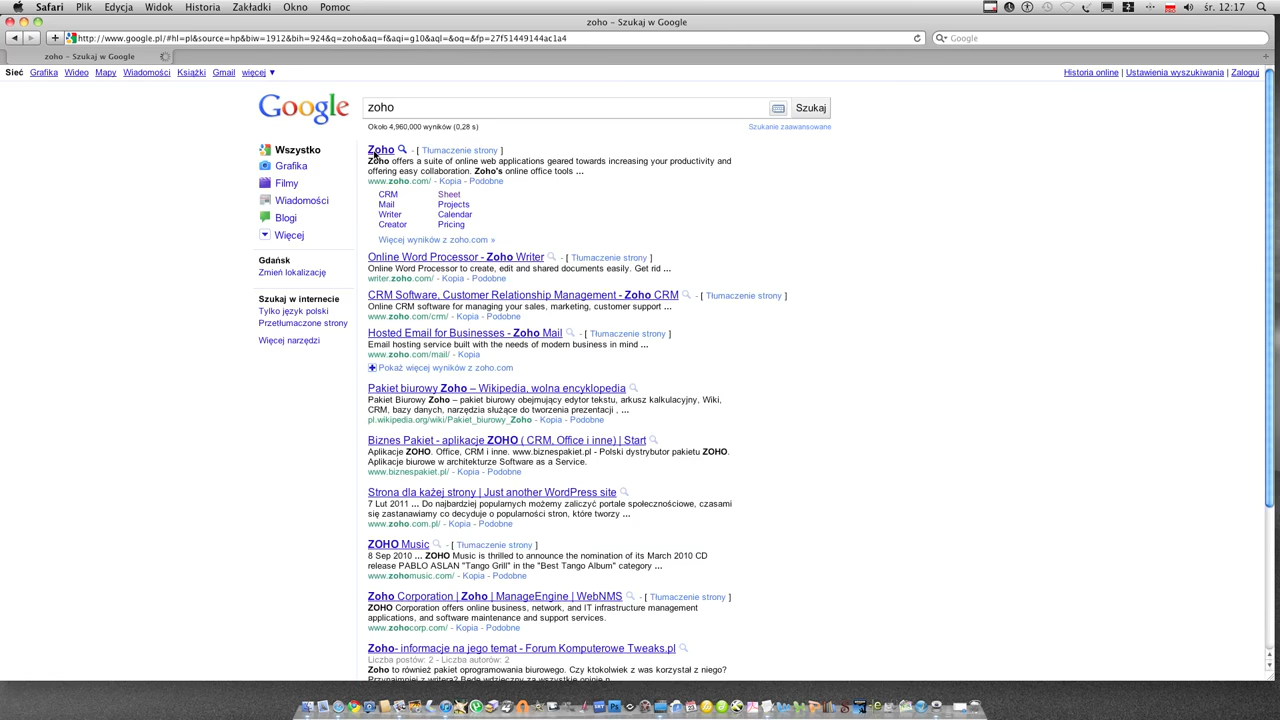 Safari Plik Edycja Widok Historia Zakładki Okno Pomoc śr. 12:17
zoho – Szukaj w Google
http://www.google.pl/#hl=pl&source=hp&biw=1912&bih=924&q=zoho&aq=f&aqi=g10&aql=&oq=&fp=27f51449144ac1a4 Google
zoho – Szukaj w Google
Sieć Grafika Wideo Mapy Wiadomości Książki Gmail więcej ▼ Historia online | Ustawienia wyszukiwania | Zaloguj
Google zoho Szukaj
Około 4,960,000 wyników (0,28 s) Szukanie zaawansowane
Wszystko
Grafika
Filmy
Wiadomości
Blogi
Więcej
Gdańsk
Zmień lokalizację
Szukaj w internecie
Tylko język polski
Przetłumaczone strony
Więcej narzędzi
Zoho - [ Tłumaczenie strony ]
Zoho offers a suite of online web applications geared towards increasing your productivity and
offering easy collaboration. Zoho's online office tools ...
www.zoho.com/ - Kopia - Podobne
CRM Sheet
Mail Projects
Writer Calendar
Creator Pricing
Więcej wyników z zoho.com »
Online Word Processor - Zoho Writer - [ Tłumaczenie strony ]
Online Word Processor to create, edit and shared documents easily. Get rid ...
writer.zoho.com/ - Kopia - Podobne
CRM Software, Customer Relationship Management - Zoho CRM - [ Tłumaczenie strony ]
Online CRM software for managing your sales, marketing, customer support ...
www.zoho.com/crm/ - Kopia - Podobne
Hosted Email for Businesses - Zoho Mail - [ Tłumaczenie strony ]
Email hosting service built with the needs of modern business in mind ...
www.zoho.com/mail/ - Kopia
Pokaż więcej wyników z zoho.com
Pakiet biurowy Zoho – Wikipedia, wolna encyklopedia
Pakiet Biurowy Zoho – pakiet biurowy obejmujący edytor tekstu, arkusz kalkulacyjny, Wiki,
CRM, bazy danych, narzędzia służące do tworzenia prezentacji , ...
pl.wikipedia.org/wiki/Pakiet_biurowy_Zoho - Kopia - Podobne
Biznes Pakiet - aplikacje ZOHO ( CRM, Office i inne) | Start
Aplikacje ZOHO. Office, CRM i inne. www.biznespakiet.pl - Polski dystrybutor pakietu ZOHO.
Aplikacje biurowe w architekturze Software as a Service.
www.biznespakiet.pl/ - Kopia - Podobne
Strona dla każej strony | Just another WordPress site
7 Lut 2011 ... Do najbardziej popularnych możemy zaliczyć portale społecznościowe, czasami
się zastanawiamy co decyduje o popularności stron, które tworzy ...
www.zoho.com.pl/ - Kopia - Podobne
ZOHO Music - [ Tłumaczenie strony ]
8 Sep 2010 ... ZOHO Music is thrilled to announce the nomination of its March 2010 CD
release PABLO ASLAN "Tango Grill" in the "Best Tango Album" category ...
www.zohomusic.com/ - Kopia - Podobne
Zoho Corporation | Zoho | ManageEngine | WebNMS - [ Tłumaczenie strony ]
ZOHO Corporation offers online business, network, and IT infrastructure management
applications, and software maintenance and support services.
www.zohocorp.com/ - Kopia - Podobne
Zoho- informacje na jego temat - Forum Komputerowe Tweaks.pl
Liczba postów: 2 - Liczba autorów: 2
Zoho to również pakiet oprogramowania biurowego. Czy ktokolwiek z was korzystał z niego?
Przynajmniej z writera? Będę wdzięczny za wszystkie opinie n